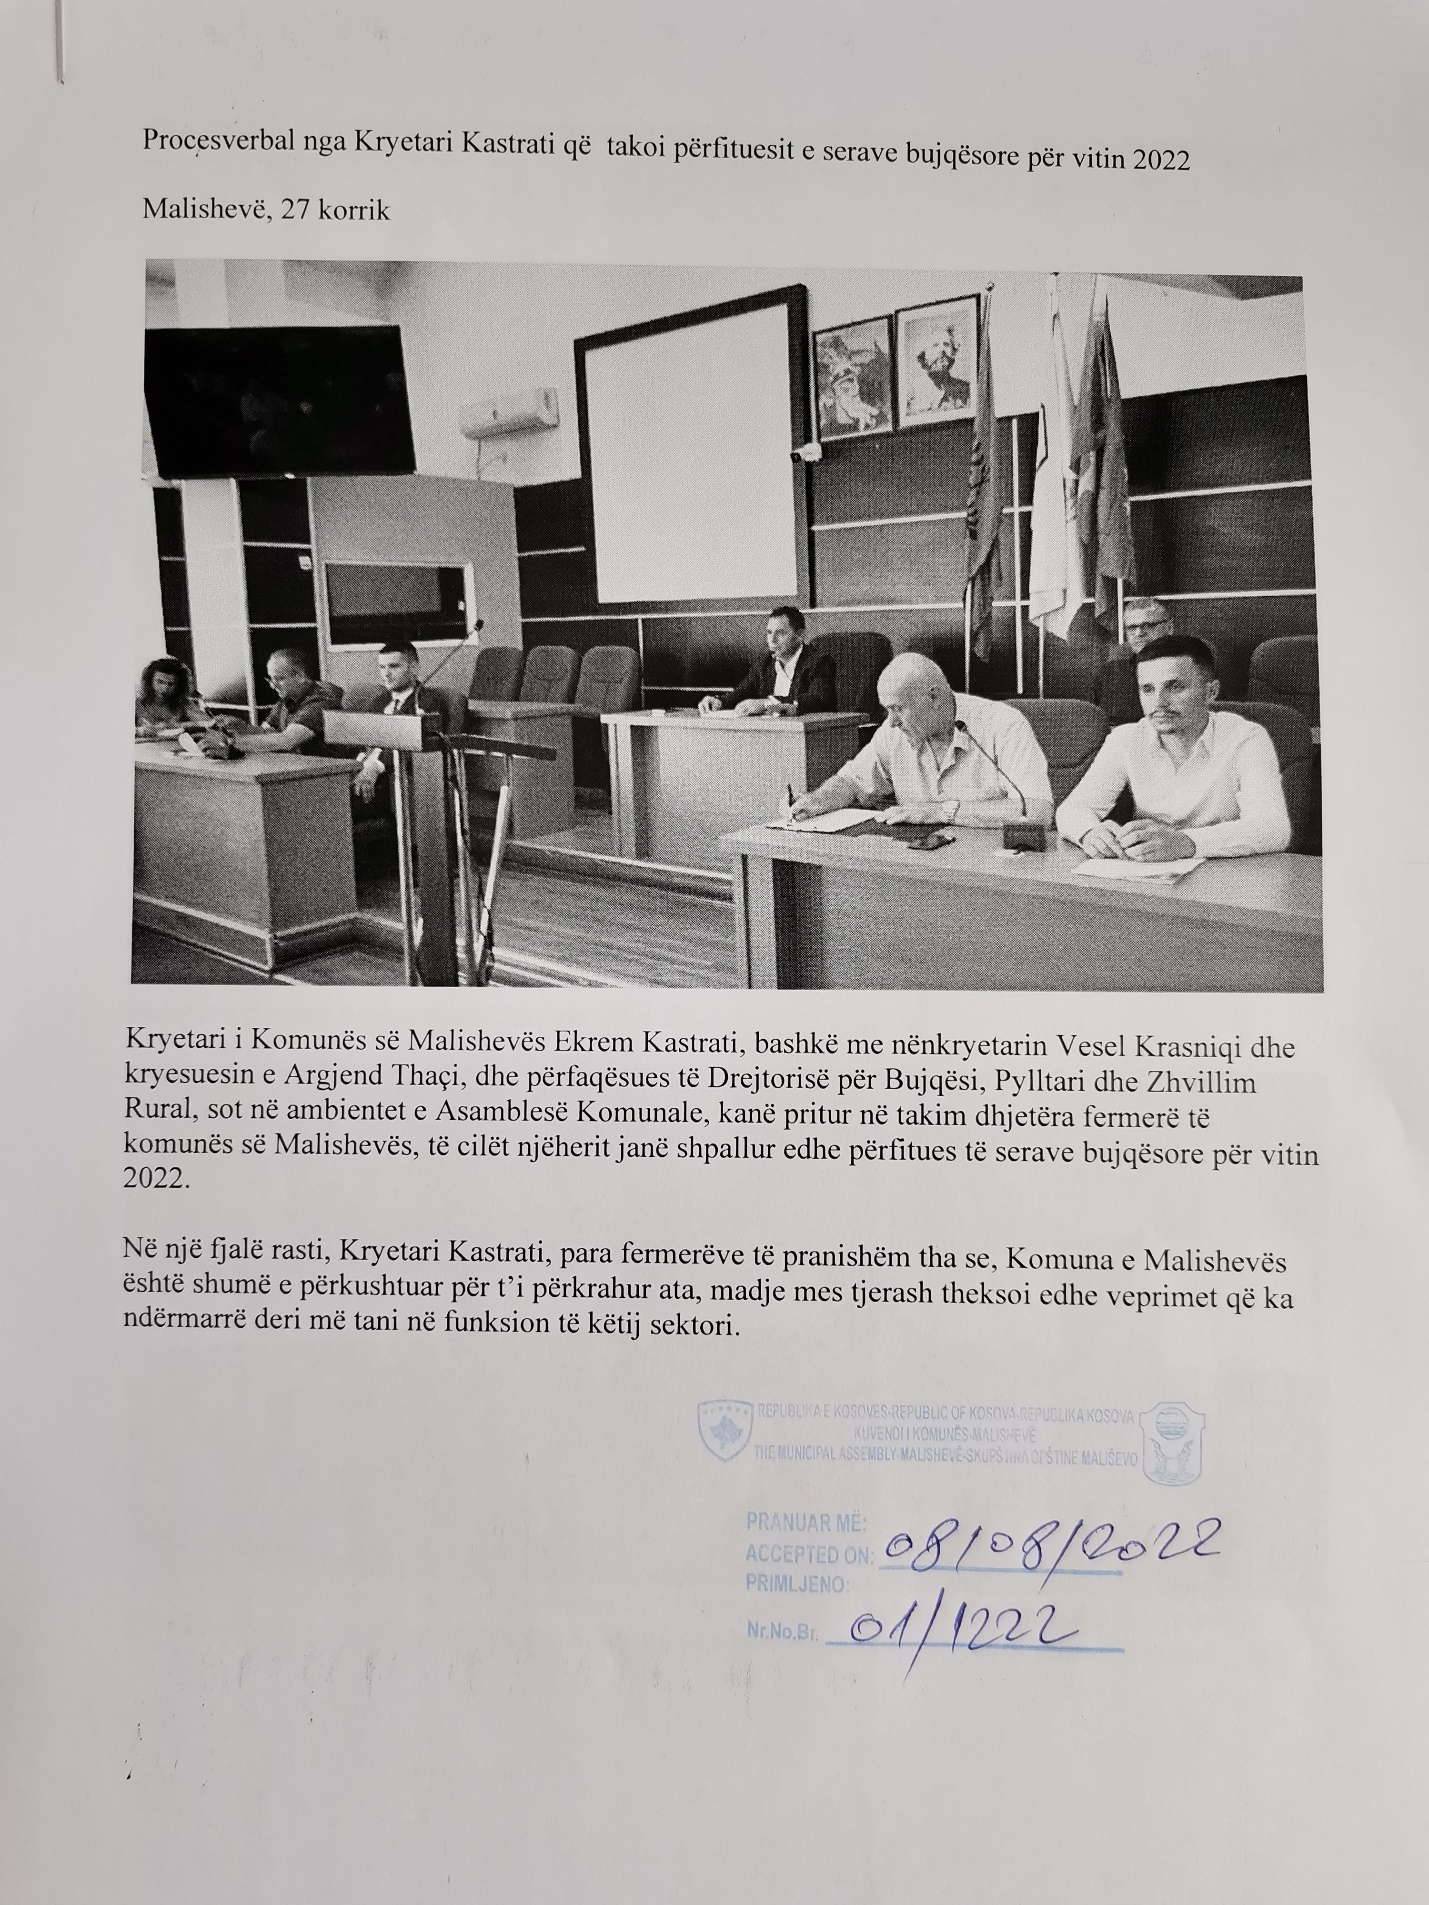 Procesverbal nga Kryetari Kastrati që takoi përfituesit e serave bujqësore për vitin 2022
Malishevë, 27 korrik
Kryetari i Komunës së Malishevës Ekrem Kastrati, bashkë me nënkryetarin Vesel Krasniqi dhe
kryesuesin e Argjend Thaçi, dhe përfaqësues të Drejtorisë për Bujqësi, Pylltari dhe Zhvillim
Rural, sot në ambientet e Asamblesë Komunale, kanë pritur në takim dhjetëra fermerë të
komunës së Malishevës, të cilët njëherit janë shpallur edhe përfitues të serave bujqësore për vitin
2022.
Në një fjalë rasti, Kryetari Kastrati, para fermerëve të pranishëm tha se, Komuna e Malishevës
është shumë e përkushtuar për t’i përkrahur ata, madje mes tjerash theksoi edhe veprimet që ka
ndërmarrë deri më tani në funksion të këtij sektori.
REPUBLIKA E KOSOVËS-REPUBLIC OF KOSOVA-REPUBLIKA KOSOVA
KUVENDI I KOMUNËS-MALISHEVË
THE MUNICIPAL ASSEMBLY-MALISHEVË-SKUPŠTINA OPŠTINE MALIŠEVO
PRANUAR MË:
ACCEPTED ON: 08/08/2022
PRIMLJENO:
Nr.No.Br. 01/1222